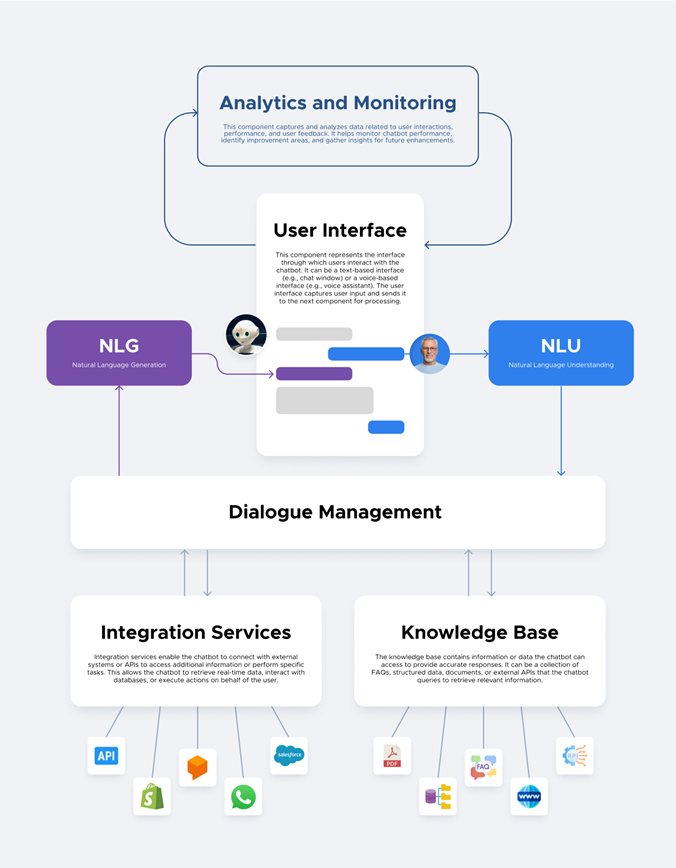 Analytics and Monitoring
This component captures and analyzes data related to user interactions,
performance, and user feedback. It helps monitor chatbot performance,
identify improvement areas, and gather insights for future enhancements.
User Interface
This component represents the interface
through which users interact with the
chatbot. It can be a text-based interface
(e.g., chat window) or a voice-based
interface (e.g., voice assistant). The user
interface captures user input and sends it
to the next component for processing.
NLG
Natural Language Generation
NLU
Natural Language Understanding
Dialogue Management
Integration Services
Integration services enable the chatbot to connect with external
systems or APIs to access additional information or perform specific
tasks. This allows the chatbot to retrieve real-time data, interact with
databases, or execute actions on behalf of the user.
Knowledge Base
The knowledge base contains information or data the chatbot can
access to provide accurate responses. It can be a collection of
FAQs, structured data, documents, or external APIs that the chatbot
queries to retrieve relevant information.
API
salesforce
PDF
FAQ
WWW